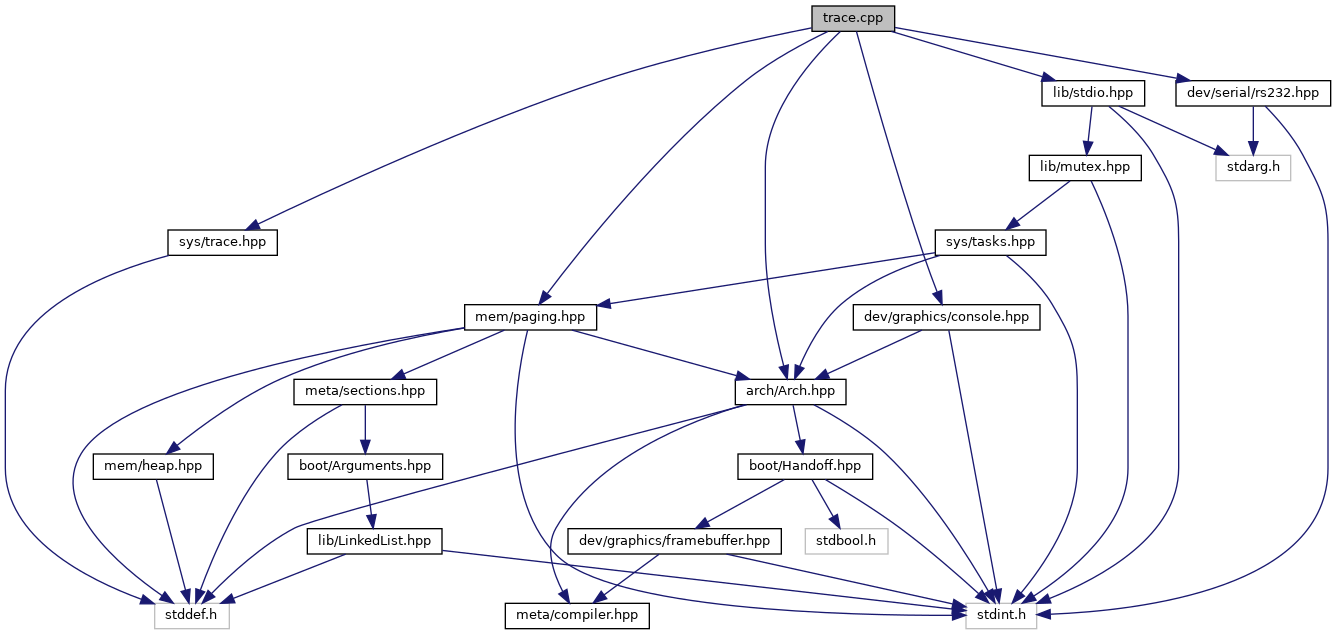 trace.cpp
lib/stdio.hpp
dev/serial/rs232.hpp
lib/mutex.hpp
stdarg.h
sys/trace.hpp
sys/tasks.hpp
mem/paging.hpp
dev/graphics/console.hpp
meta/sections.hpp
arch/Arch.hpp
mem/heap.hpp
boot/Arguments.hpp
boot/Handoff.hpp
lib/LinkedList.hpp
dev/graphics/framebuffer.hpp
stdbool.h
stddef.h
meta/compiler.hpp
stdint.h